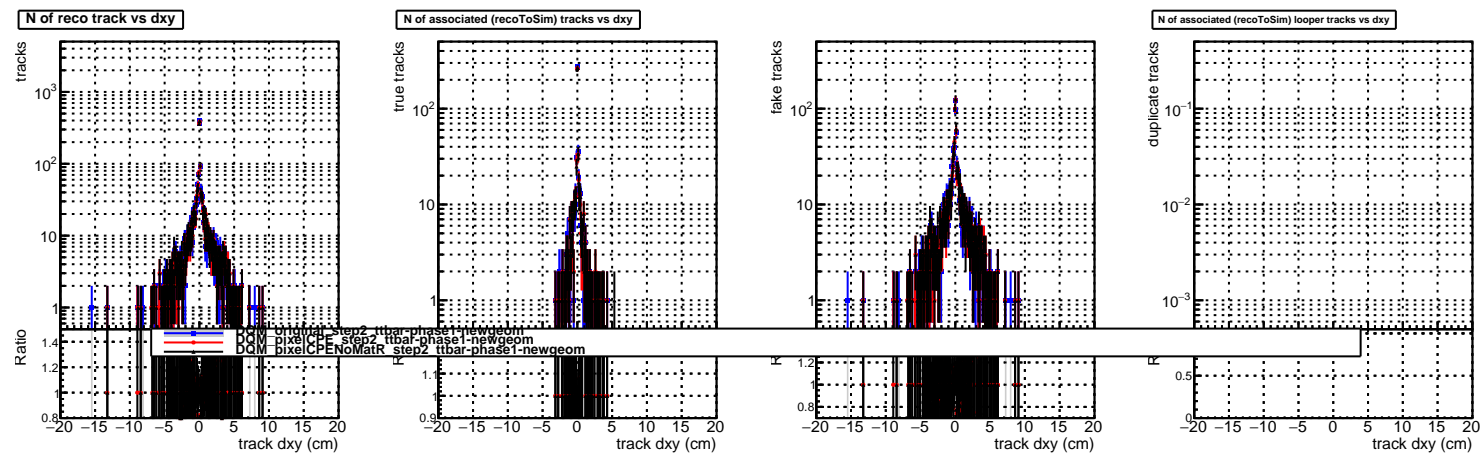 N of reco track vs dxy
tracks
10³
10²
10
1
Ratio
1.4
1.2
1
0.8
−20 −15 −10 −5 0 5 10 15 20
track dxy (cm)
N of associated (recoToSim) tracks vs dxy
true tracks
10²
10
1
R
1.1
1
0.9
−20 −15 −10 −5 0 5 10 15 20
track dxy (cm)
fake tracks
10²
10
1
R
1.2
1
0.8
−20 −15 −10 −5 0 5 10 15 20
track dxy (cm)
N of associated (recoToSim) looper tracks vs dxy
duplicate tracks
10⁻¹
10⁻²
10⁻³
R
0.5
0
−20 −15 −10 −5 0 5 10 15 20
track dxy (cm)
DQM_original_step2_ttbar-phase1-newgeom
DQM_pixelCPE_step2_ttbar-phase1-newgeom
DQM_pixelCPENoMatR_step2_ttbar-phase1-newgeom